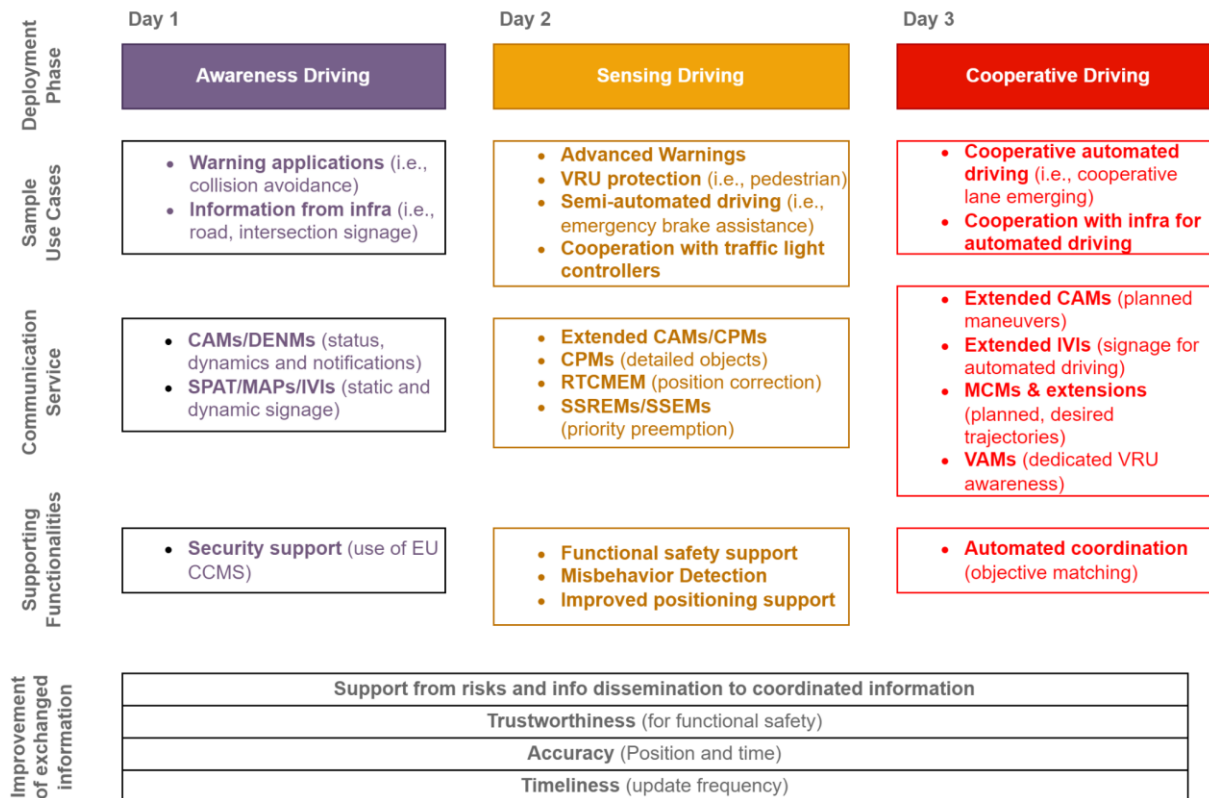 Day 1
Day 2
Day 3
Deployment
Phase
Awareness Driving
Sensing Driving
Cooperative Driving
Sample
Use Cases
• Warning applications (i.e.,
collision avoidance)
• Information from infra (i.e.,
road, intersection signage)
• Advanced Warnings
• VRU protection (i.e., pedestrian)
• Semi-automated driving (i.e.,
emergency brake assistance)
• Cooperation with traffic light
controllers
• Cooperative automated
driving (i.e., cooperative
lane emerging)
• Cooperation with infra for
automated driving
Communication
Service
• CAMs/DENMs (status,
dynamics and notifications)
• SPAT/MAPs/IVIs (static and
dynamic signage)
• Extended CAMs/CPMs
• CPMs (detailed objects)
• RTCMEM (position correction)
• SSREMs/SSEMs
(priority preemption)
• Extended CAMs (planned
maneuvers)
• Extended IVIs (signage for
automated driving)
• MCMs & extensions
(planned, desired
trajectories)
• VAMs (dedicated VRU
awareness)
Supporting
Functionalities
• Security support (use of EU
CCMS)
• Functional safety support
• Misbehavior Detection
• Improved positioning support
• Automated coordination
(objective matching)
Improvement
of exchanged
information
Support from risks and info dissemination to coordinated information
Trustworthiness (for functional safety)
Accuracy (Position and time)
Timeliness (update frequency)